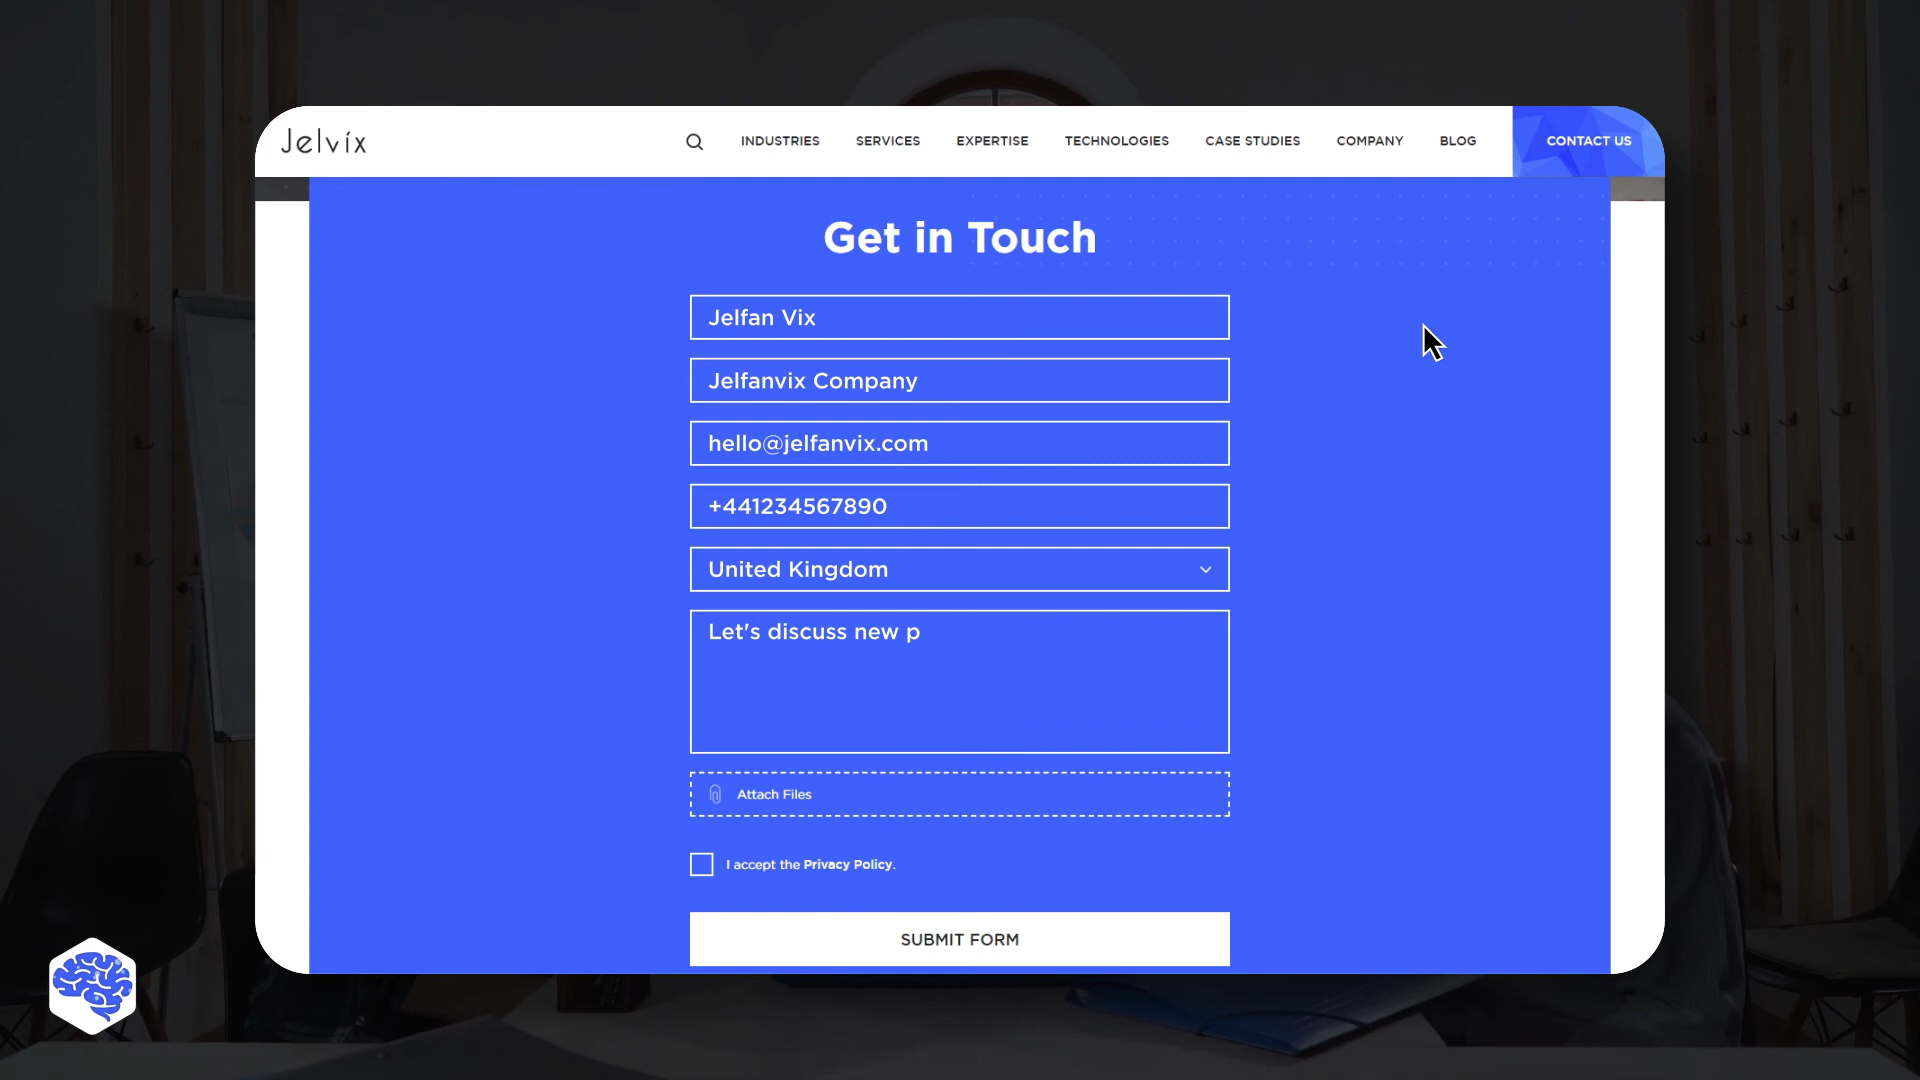 Jelvix
INDUSTRIES SERVICES EXPERTISE TECHNOLOGIES CASE STUDIES COMPANY BLOG CONTACT US
Get in Touch
Jelfan Vix
Jelfanvix Company
hello@jelfanvix.com
+441234567890
United Kingdom
Let's discuss new p
Attach Files
I accept the Privacy Policy.
SUBMIT FORM